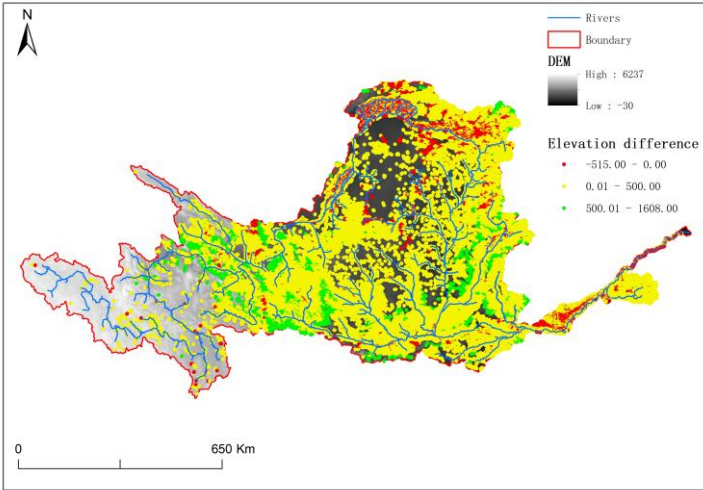 N
Rivers
Boundary
DEM
High : 6237
Low : -30
Elevation difference
-515.00 - 0.00
0.01 - 500.00
500.01 - 1608.00
0 650 Km